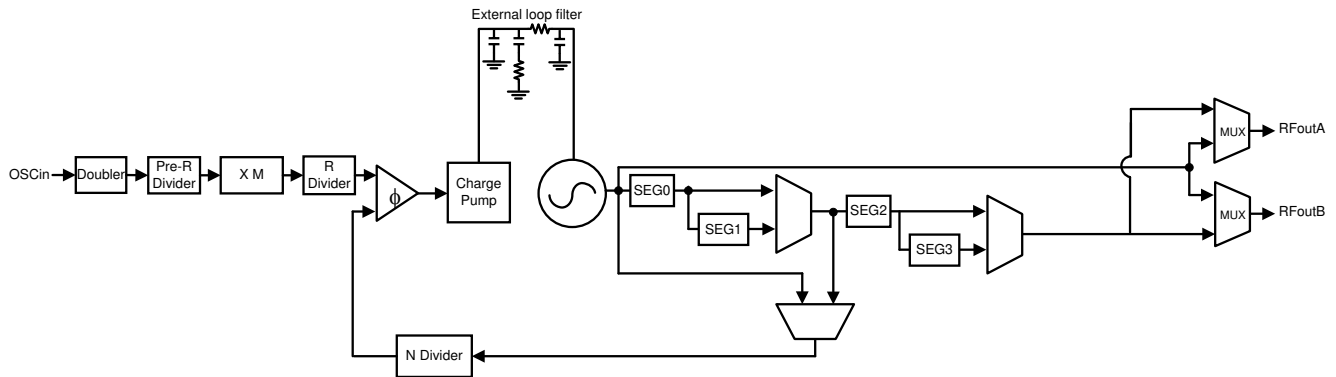 External loop filter
OSCin
Doubler
Pre-R
Divider
X M
R
Divider
ϕ
Charge
Pump
SEG0
SEG1
SEG2
SEG3
MUX
RFoutA
MUX
RFoutB
N Divider